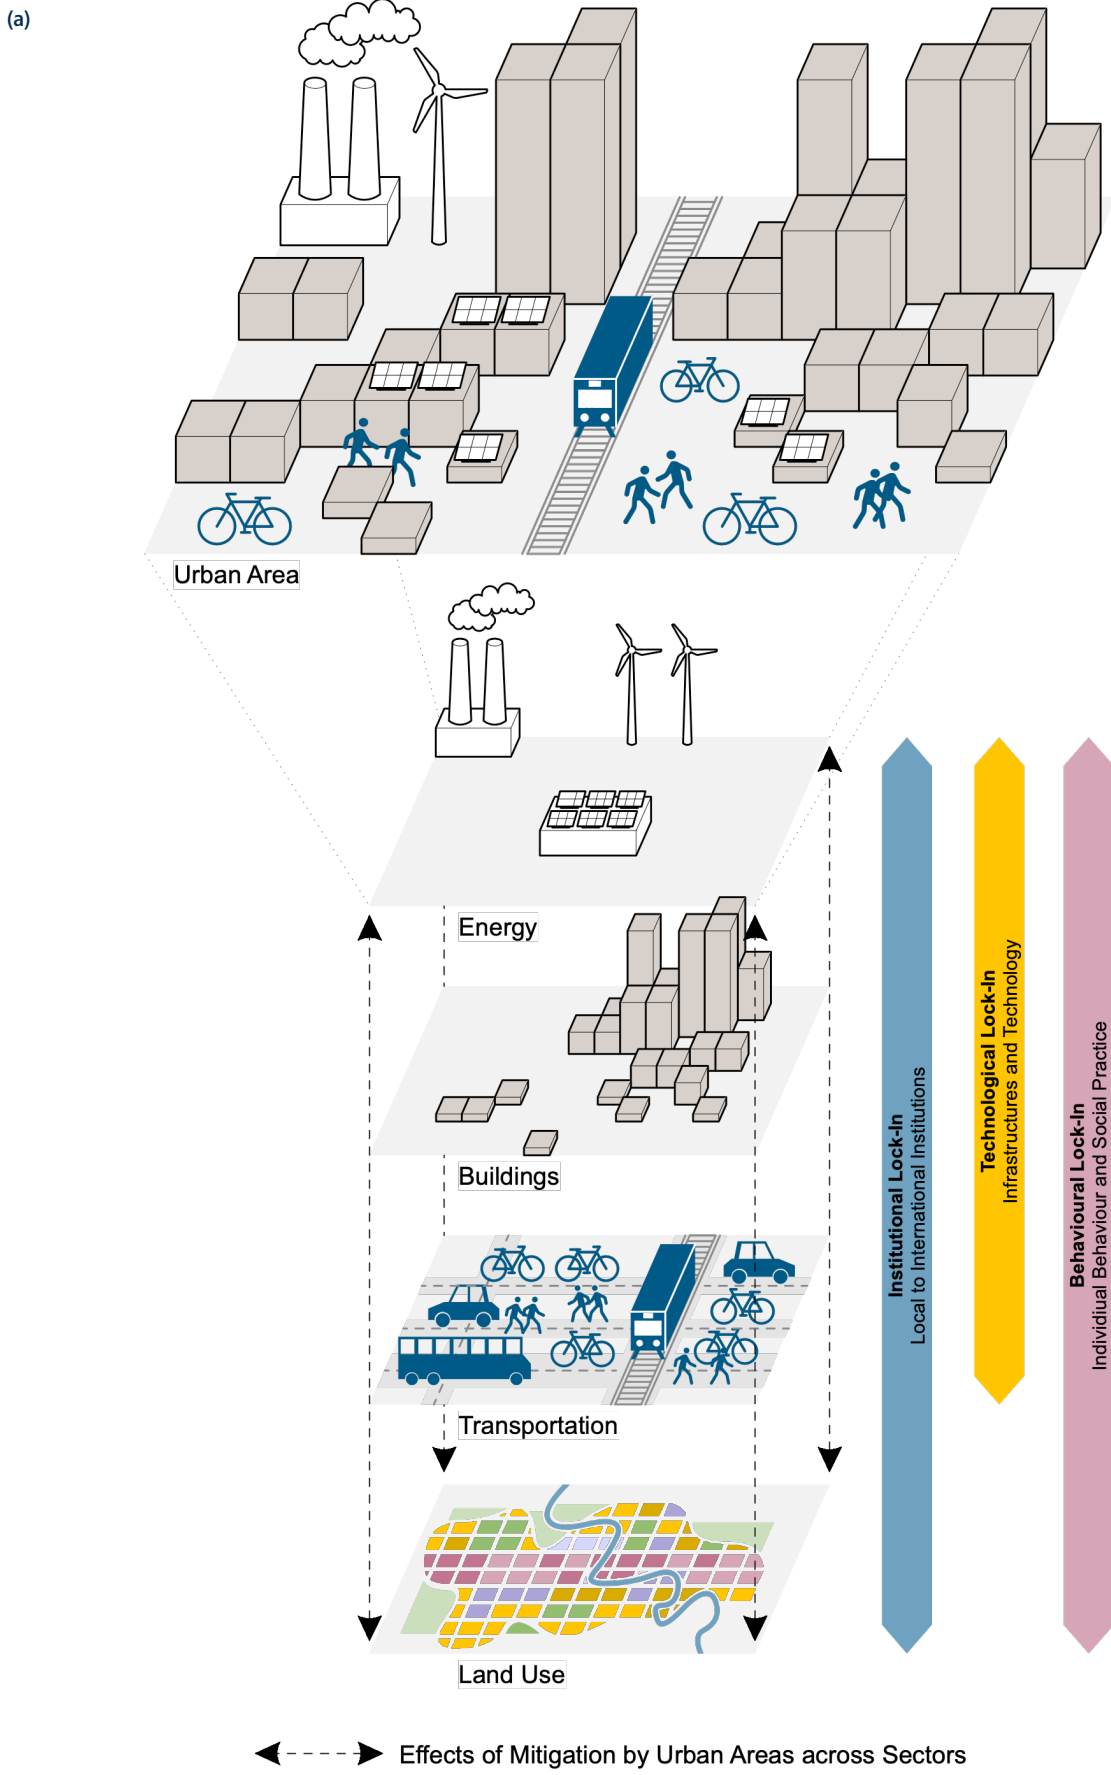 (a)
Urban Area
Energy
Buildings
Transportation
Land Use
Institutional Lock-In
Local to International Institutions
Technological Lock-In
Infrastructures and Technology
Behavioural Lock-In
Individiual Behaviour and Social Practice
Effects of Mitigation by Urban Areas across Sectors